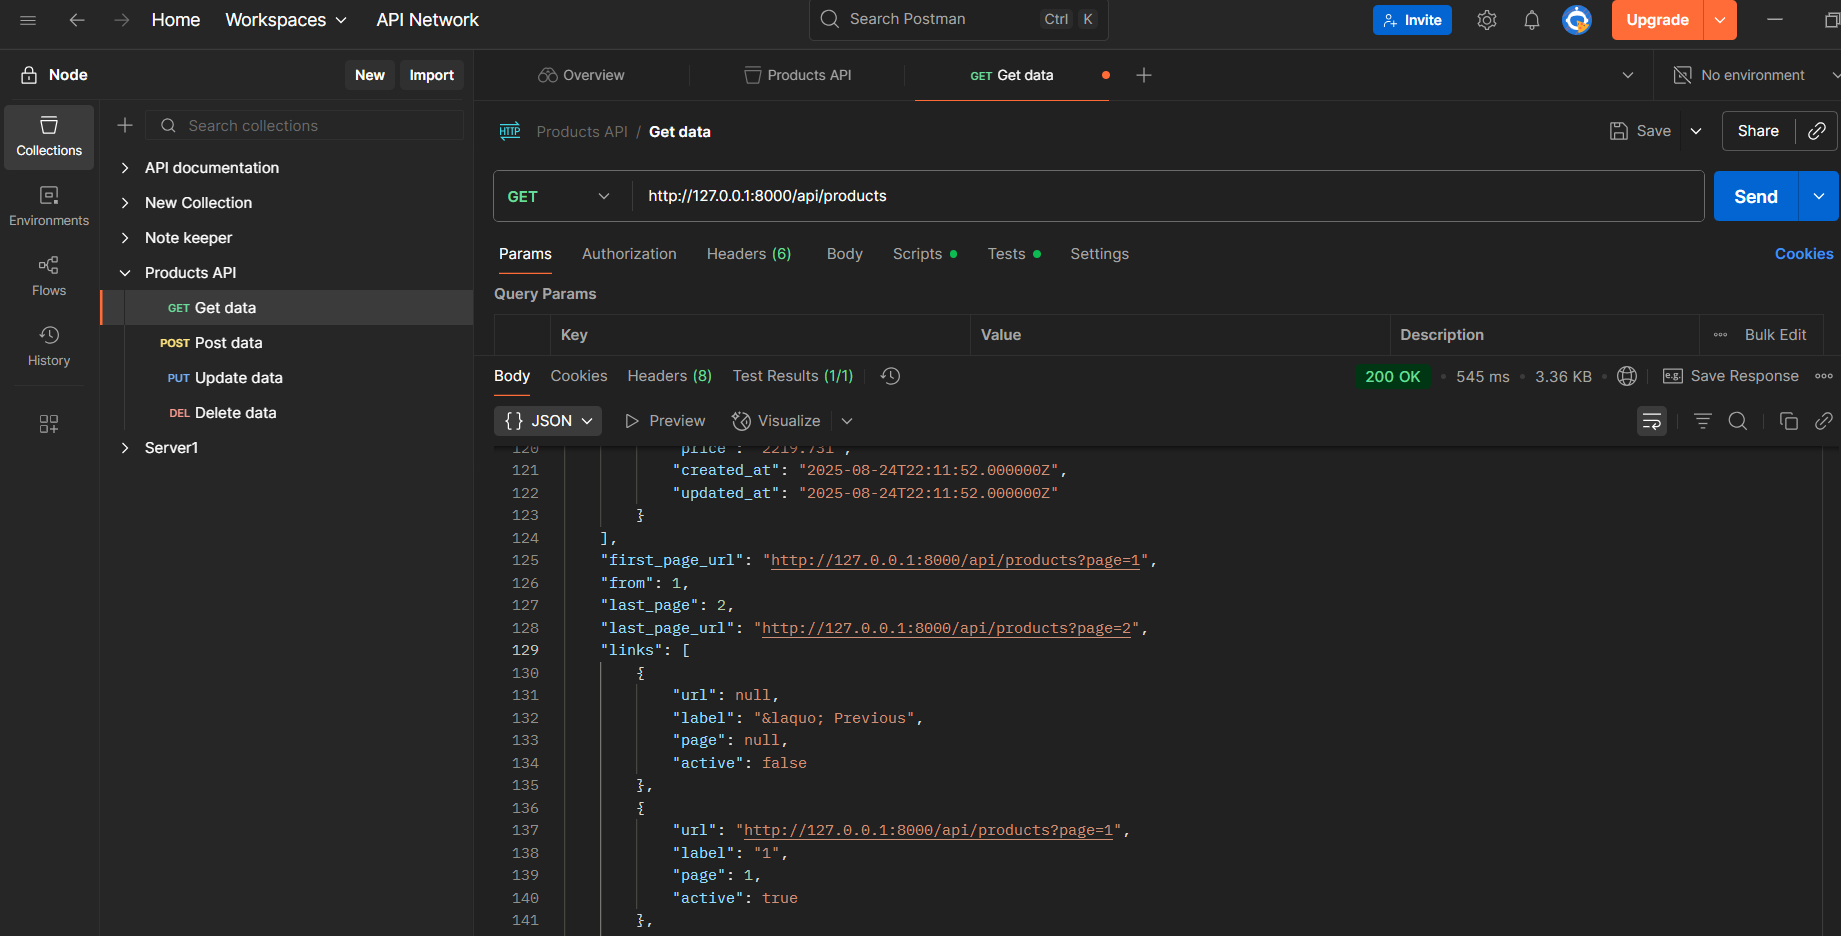 Home Workspaces API Network Search Postman Ctrl K Invite Upgrade
Node New Import Overview Products API GET Get data No environment
Collections
Search collections
HTTP Products API / Get data Save Share
API documentation
New Collection
Note keeper
Products API
GET Get data
POST Post data
PUT Update data
DEL Delete data
Server1
Environments
Flows
History
GET http://127.0.0.1:8000/api/products Send
Params Authorization Headers (6) Body Scripts Tests Settings Cookies
Query Params
Key Value Description Bulk Edit
Body Cookies Headers (8) Test Results (1/1) 200 OK 545 ms 3.36 KB e.g. Save Response
{} JSON Preview Visualize
120 "price": "2219.731",
121 "created_at": "2025-08-24T22:11:52.000000Z",
122 "updated_at": "2025-08-24T22:11:52.000000Z"
123 }
124 ],
125 "first_page_url": "http://127.0.0.1:8000/api/products?page=1",
126 "from": 1,
127 "last_page": 2,
128 "last_page_url": "http://127.0.0.1:8000/api/products?page=2",
129 "links": [
130 {
131 "url": null,
132 "label": "&laquo; Previous",
133 "page": null,
134 "active": false
135 },
136 {
137 "url": "http://127.0.0.1:8000/api/products?page=1",
138 "label": "1",
139 "page": 1,
140 "active": true
141 },